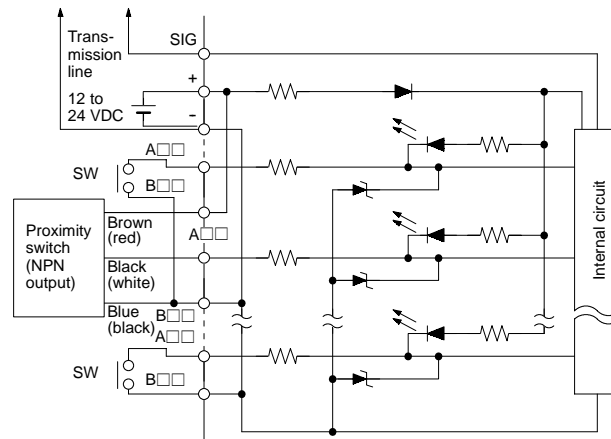 Trans-
mission
line
SIG
+
12 to
24 VDC
-
A□□
SW
B□□
Proximity
switch
(NPN
output)
Brown
(red)
A□□
Black
(white)
Blue
(black)
B□□
A□□
SW
B□□
Internal circuit